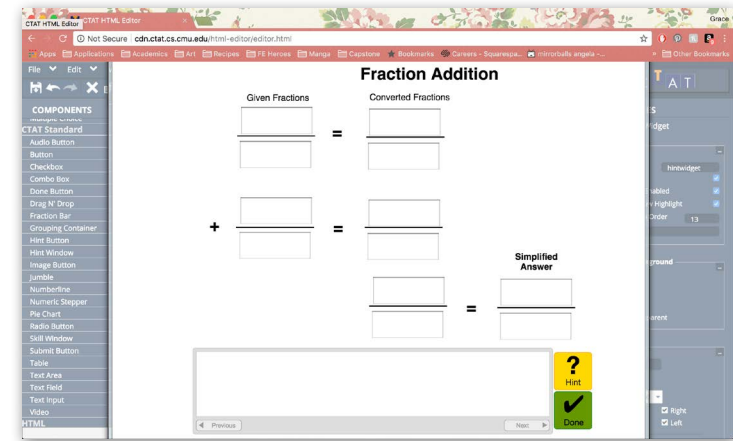 CTAT HTML Editor
CTAT HTML Editor
×
Grace
Not Secure
cdn.ctat.cs.cmu.edu/html-editor/editor.html
Apps
Applications
Academics
Art
Recipes
FE Heroes
Manga
Capstone
Bookmarks
Careers - Squarespa...
mirrorballs angela -...
»
Other Bookmarks
File
Edit
COMPONENTS
CTAT Standard
Audio Button
Button
Checkbox
Combo Box
Done Button
Drag N' Drop
Fraction Bar
Grouping Container
Hint Button
Hint Window
Image Button
Jumble
Numberline
Numeric Stepper
Pie Chart
Radio Button
Skill Window
Submit Button
Table
Text Area
Text Field
Text Input
Video
HTML
Fraction Addition
Given Fractions
Converted Fractions
=
+
=
Simplified
Answer
=
Previous
Next
?
Hint
Done
T A T
hintwidget
Highlight
Order
13
Right
Left